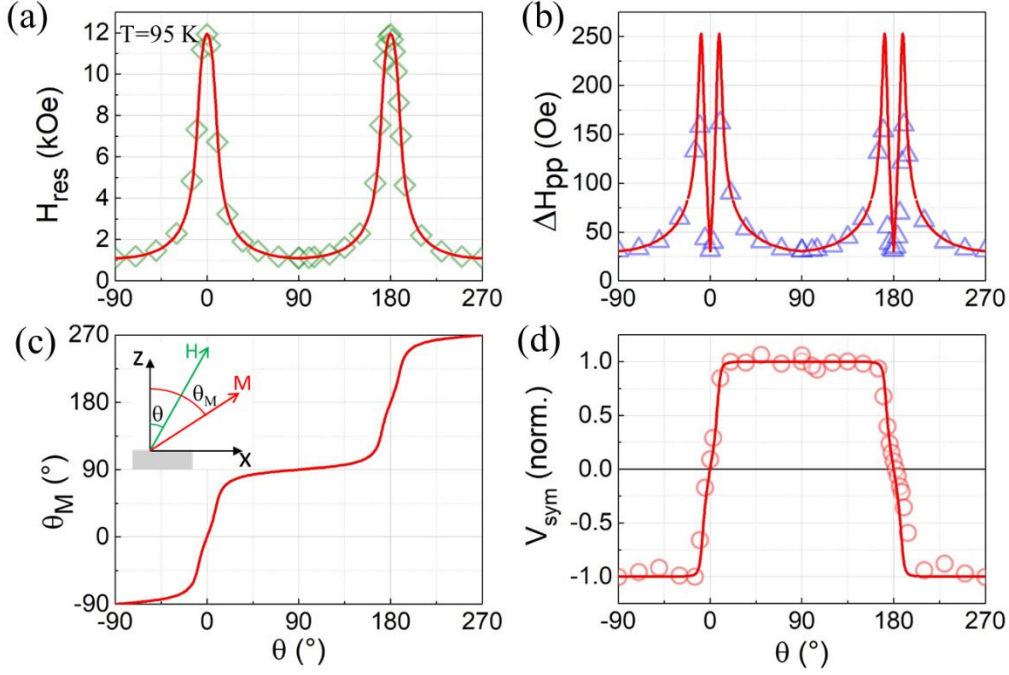 (a)
T=95 K
H_res (kOe)
12
10
8
6
4
2
0
-90 0 90 180 270
(b)
ΔH_PP (Oe)
250
200
150
100
50
0
-90 0 90 180 270
(c)
θ_M (°)
270
180
90
0
-90
Z
H
M
θ_M
θ
X
-90 0 90 180 270
θ (°)
(d)
V_sym (norm.)
1.0
0.5
0.0
-0.5
-1.0
-90 0 90 180 270
θ (°)